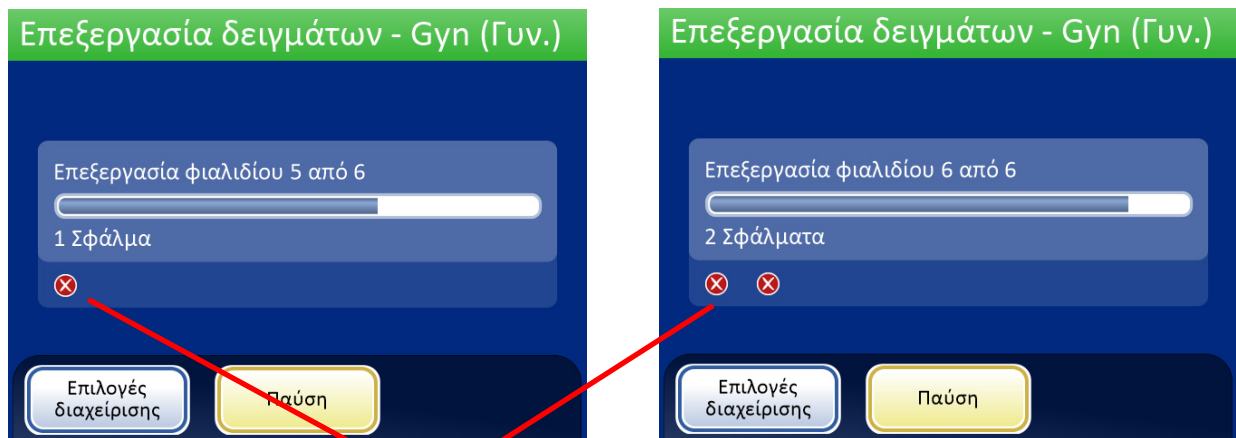 Επεξεργασία δειγμάτων - Gyn (Γυν.)
Επεξεργασία φιαλιδίου 5 από 6
1 Σφάλμα
Επιλογές
διαχείρισης
Παύση
Επεξεργασία δειγμάτων - Gyn (Γυν.)
Επεξεργασία φιαλιδίου 6 από 6
2 Σφάλματα
Επιλογές
διαχείρισης
Παύση